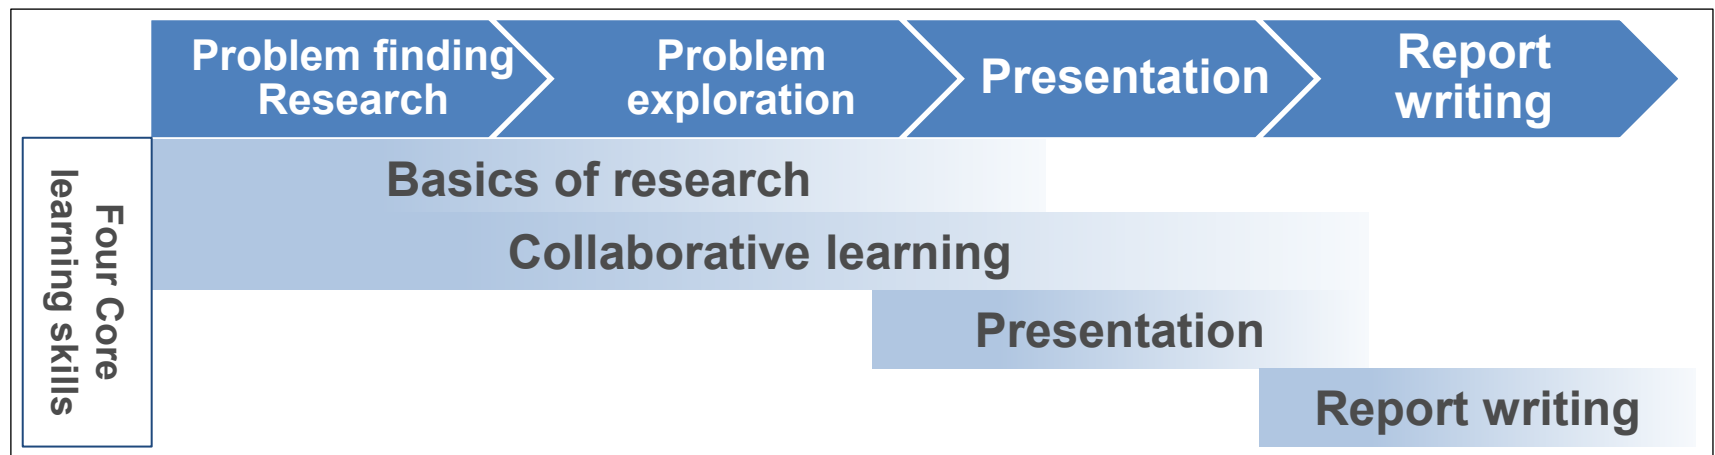 Problem finding
Research
Problem
exploration
Presentation
Report
writing
Four Core
learning skills
Basics of research
Collaborative learning
Presentation
Report writing